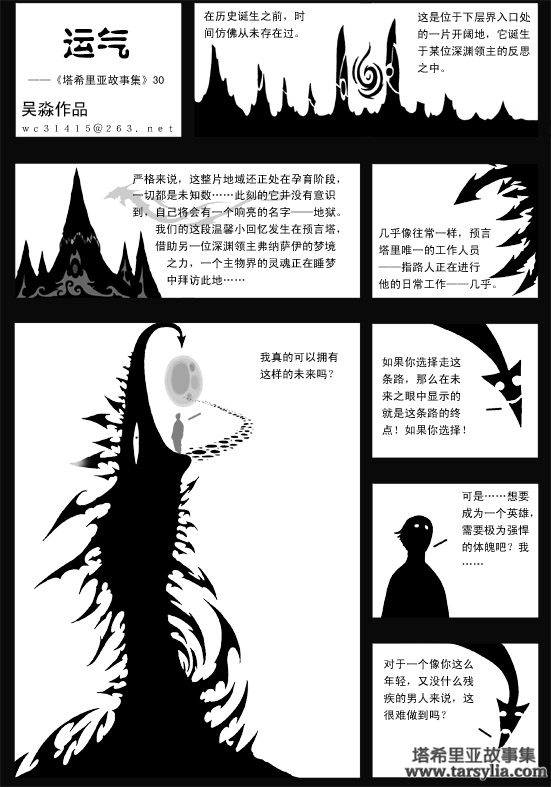 运气
——《塔希里亚故事集》30
吴淼作品
wc31415@263.net
在历史诞生之前，时
间仿佛从未存在过。
这是位于下层界入口处
的一片开阔地，它诞生
于某位深渊领主的反思
之中。
严格来说，这整片地域还正处在孕育阶段，
一切都是未知数……此刻的它并没有意识
到，自己将会有一个响亮的名字——地狱。
我们的这段温馨小回忆发生在预言塔，
借助另一位深渊领主弗纳萨伊的梦境
之力，一个主物界的灵魂正在睡梦
中拜访此地……
几乎像往常一样，预言
塔里唯一的工作人员
——指路人正在进行
他的日常工作——几乎。
我真的可以拥有
这样的未来吗？
如果你选择走这
条路，那么在未
来之眼中显示的
就是这条路的终
点！如果你选择！
可是……想要
成为一个英雄，
需要极为强悍
的体魄吧？我
……
对于一个像你这么
年轻，又没什么残
疾的男人来说，这
很难做到吗？
塔希里亚故事集
www.tarsylia.com